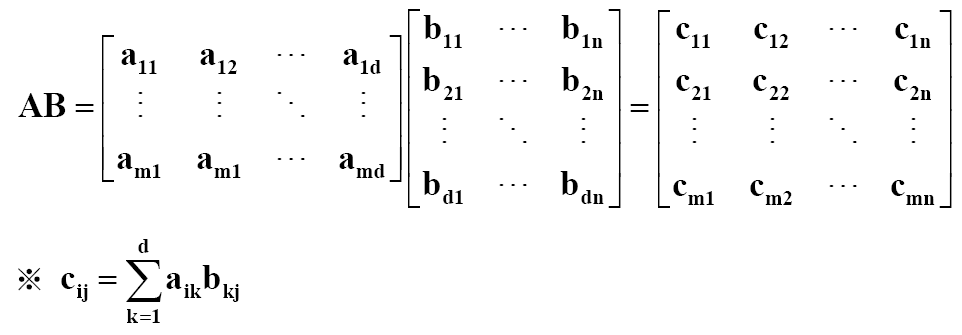 AB = [ a11 a12 ⋯ a1d ; ⋮ ⋮ ⋱ ⋮ ; am1 am1 ⋯ amd ] [ b11 ⋯ b1n ; b21 ⋯ b2n ; ⋮ ⋱ ⋮ ; bd1 ⋯ bdn ] = [ c11 c12 ⋯ c1n ; c21 c22 ⋯ c2n ; ⋮ ⋮ ⋱ ⋮ ; cm1 cm2 ⋯ cmn ]
※ cij = ∑ k=1 d aik bkj